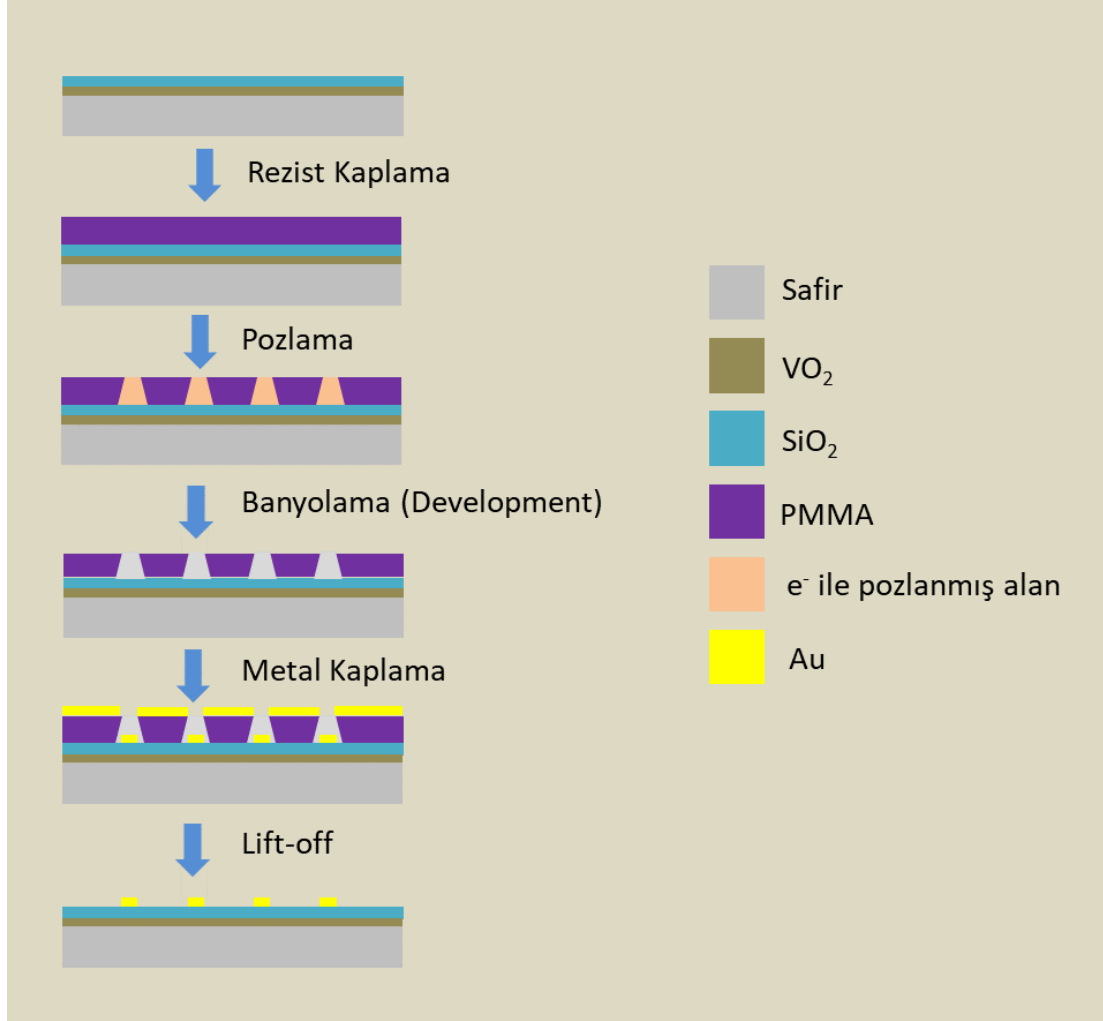 Rezist Kaplama
Pozlama
Banyolama (Development)
Metal Kaplama
Lift-off
Safir
VO₂
SiO₂
PMMA
e⁻ ile pozlanmış alan
Au